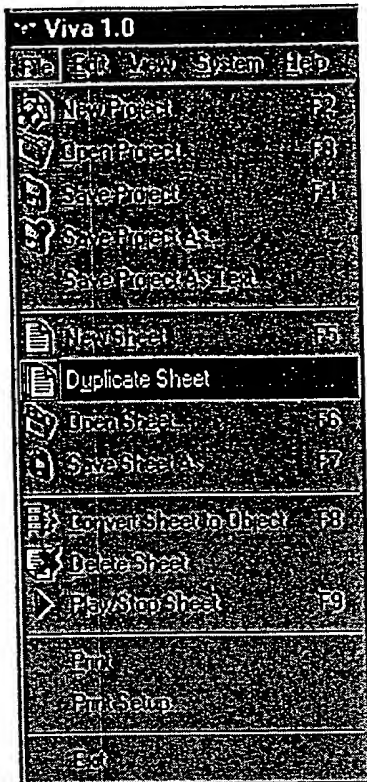 Viva 1.0
File Edit View System Help
New Project F2
Open Project... F3
Save Project F4
Save Project As...
Save Project As Text...
New Sheet F5
Duplicate Sheet
Open Sheet... F6
Save Sheet As F7
Convert Sheet to Object F8
Delete Sheet
Play/Stop Sheet F9
Print
Print Setup...
Exit